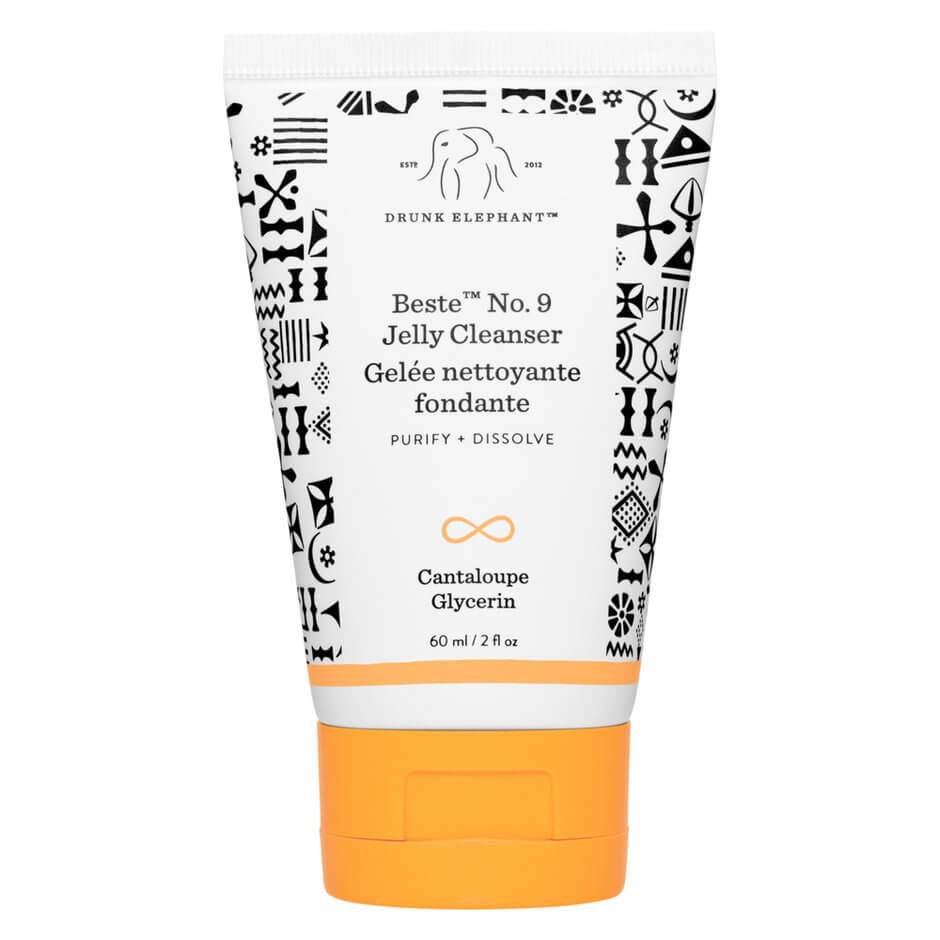 ESTD 2012
DRUNK ELEPHANT™
Beste™ No. 9
Jelly Cleanser
Gelée nettoyante
fondante
PURIFY + DISSOLVE
Cantaloupe
Glycerin
60 ml / 2 fl oz